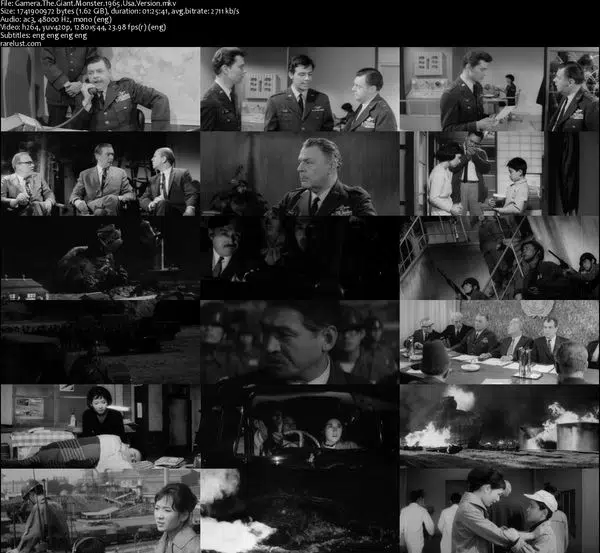 File: Gamera.The.Giant.Monster.1965.Usa.Version.mkv
Size: 1741900972 bytes (1.62 GiB), duration: 01:25:41, avg.bitrate: 2711 kb/s
Audio: ac3, 48000 Hz, mono (eng)
Video: h264, yuv420p, 1280x544, 23.98 fps(r) (eng)
Subtitles: eng eng eng eng
rarelust.com